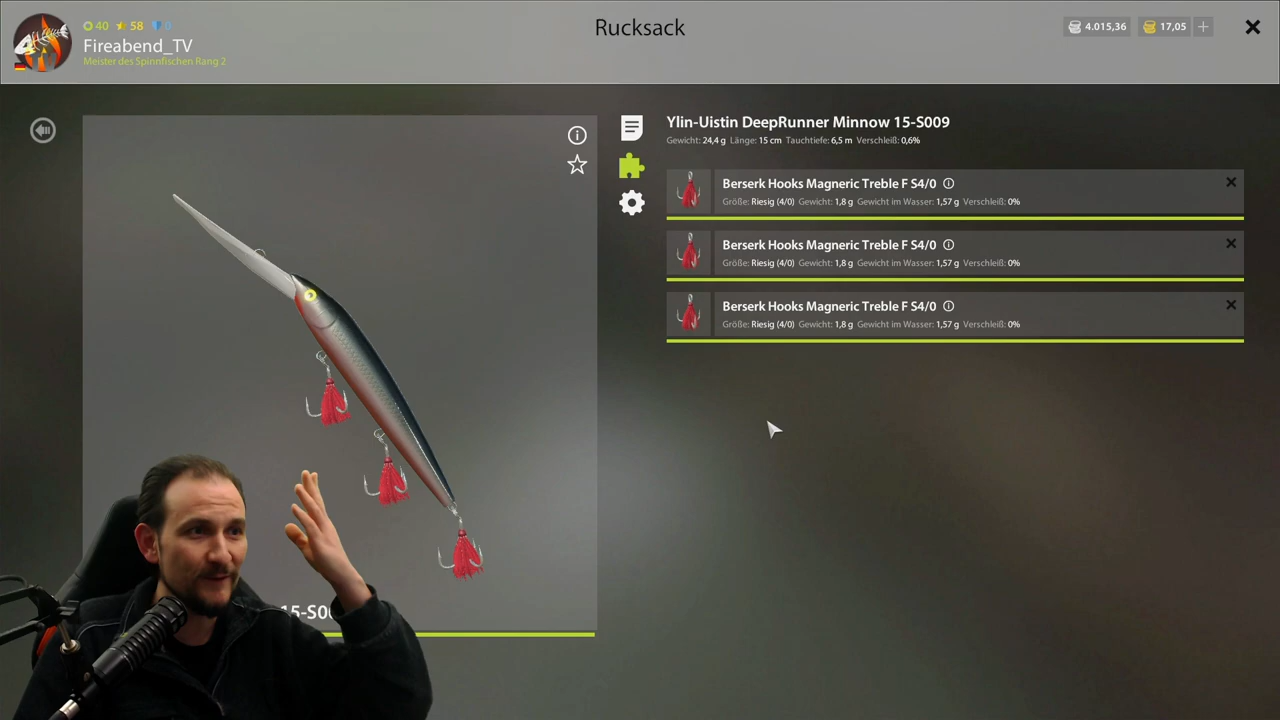 40 58 0
Fireabend_TV
Meister des Spinnfischen Rang 2
Rucksack
4.015,36 17,05 +
Ylin-Uistin DeepRunner Minnow 15-S009
Gewicht: 24,4 g Länge: 15 cm Tauchtiefe: 6,5 m Verschleiß: 0,6%
Berserk Hooks Magneric Treble F S4/0
Größe: Riesig (4/0) Gewicht: 1,8 g Gewicht im Wasser: 1,57 g Verschleiß: 0%
Berserk Hooks Magneric Treble F S4/0
Größe: Riesig (4/0) Gewicht: 1,8 g Gewicht im Wasser: 1,57 g Verschleiß: 0%
Berserk Hooks Magneric Treble F S4/0
Größe: Riesig (4/0) Gewicht: 1,8 g Gewicht im Wasser: 1,57 g Verschleiß: 0%